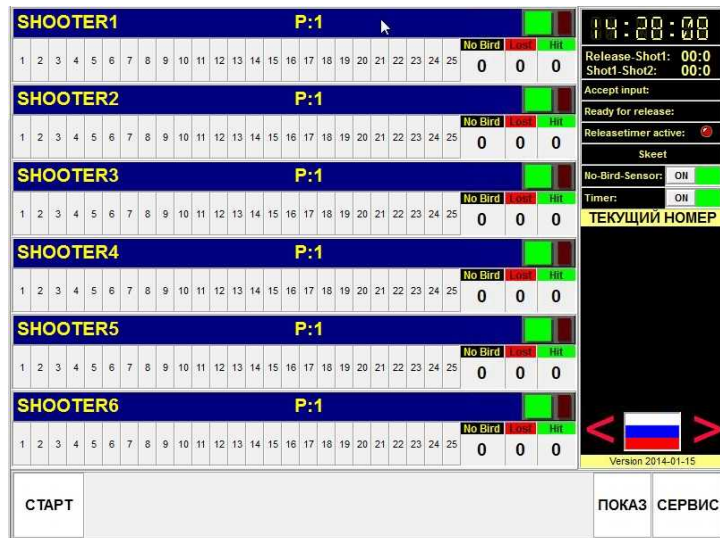 SHOOTER1 P:1
No Bird Lost Hit
1 2 3 4 5 6 7 8 9 10 11 12 13 14 15 16 17 18 19 20 21 22 23 24 25 0 0 0
SHOOTER2 P:1
No Bird Lost Hit
1 2 3 4 5 6 7 8 9 10 11 12 13 14 15 16 17 18 19 20 21 22 23 24 25 0 0 0
SHOOTER3 P:1
No Bird Lost Hit
1 2 3 4 5 6 7 8 9 10 11 12 13 14 15 16 17 18 19 20 21 22 23 24 25 0 0 0
SHOOTER4 P:1
No Bird Lost Hit
1 2 3 4 5 6 7 8 9 10 11 12 13 14 15 16 17 18 19 20 21 22 23 24 25 0 0 0
SHOOTER5 P:1
No Bird Lost Hit
1 2 3 4 5 6 7 8 9 10 11 12 13 14 15 16 17 18 19 20 21 22 23 24 25 0 0 0
SHOOTER6 P:1
No Bird Lost Hit
1 2 3 4 5 6 7 8 9 10 11 12 13 14 15 16 17 18 19 20 21 22 23 24 25 0 0 0
14:28:08
Release-Shot1: 00:0
Shot1-Shot2: 00:0
Accept input:
Ready for release:
Releasetimer active:
Skeet
No-Bird-Sensor: ON
Timer: ON
ТЕКУЩИЙ НОМЕР
< >
Version 2014-01-15
СТАРТ ПОКАЗ СЕРВИС